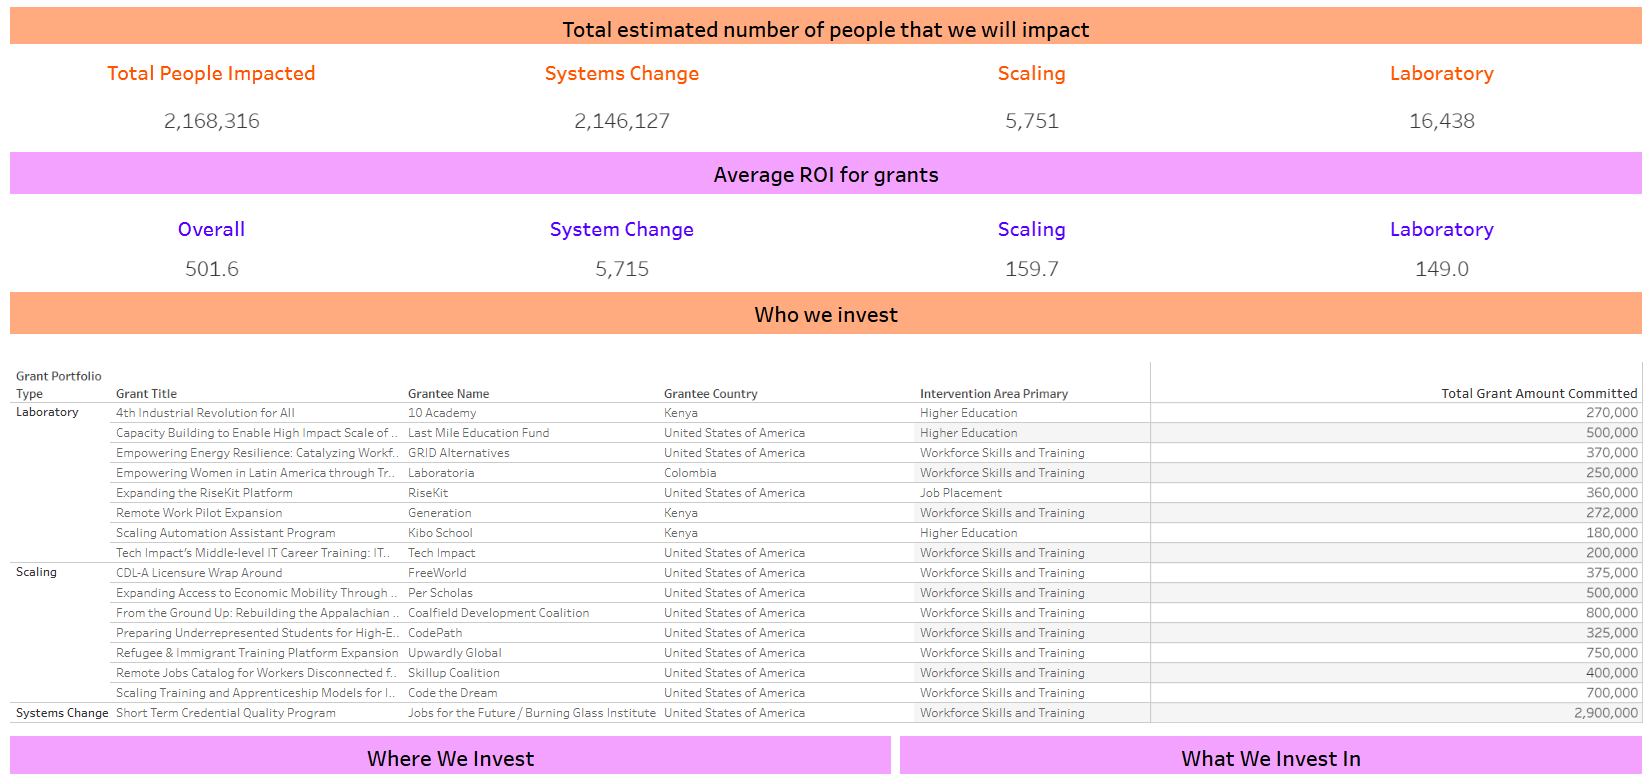 Total estimated number of people that we will impact
Total People Impacted Systems Change Scaling Laboratory
2,168,316 2,146,127 5,751 16,438
Average ROI for grants
Overall System Change Scaling Laboratory
501.6 5,715 159.7 149.0
Who we invest
Grant Portfolio
Type Grant Title Grantee Name Grantee Country Intervention Area Primary Total Grant Amount Committed
Laboratory 4th Industrial Revolution for All 10 Academy Kenya Higher Education 270,000
Capacity Building to Enable High Impact Scale of .. Last Mile Education Fund United States of America Higher Education 500,000
Empowering Energy Resilience: Catalyzing Workf.. GRID Alternatives United States of America Workforce Skills and Training 370,000
Empowering Women in Latin America through Tr.. Laboratoria Colombia Workforce Skills and Training 250,000
Expanding the RiseKit Platform RiseKit United States of America Job Placement 360,000
Remote Work Pilot Expansion Generation Kenya Workforce Skills and Training 272,000
Scaling Automation Assistant Program Kibo School Kenya Higher Education 180,000
Tech Impact’s Middle-level IT Career Training: IT.. Tech Impact United States of America Workforce Skills and Training 200,000
Scaling CDL-A Licensure Wrap Around FreeWorld United States of America Workforce Skills and Training 375,000
Expanding Access to Economic Mobility Through .. Per Scholas United States of America Workforce Skills and Training 500,000
From the Ground Up: Rebuilding the Appalachian .. Coalfield Development Coalition United States of America Workforce Skills and Training 800,000
Preparing Underrepresented Students for High-E.. CodePath United States of America Workforce Skills and Training 325,000
Refugee & Immigrant Training Platform Expansion Upwardly Global United States of America Workforce Skills and Training 750,000
Remote Jobs Catalog for Workers Disconnected f.. Skillup Coalition United States of America Workforce Skills and Training 400,000
Scaling Training and Apprenticeship Models for I.. Code the Dream United States of America Workforce Skills and Training 700,000
Systems Change Short Term Credential Quality Program Jobs for the Future / Burning Glass Institute United States of America Workforce Skills and Training 2,900,000
Where We Invest What We Invest In